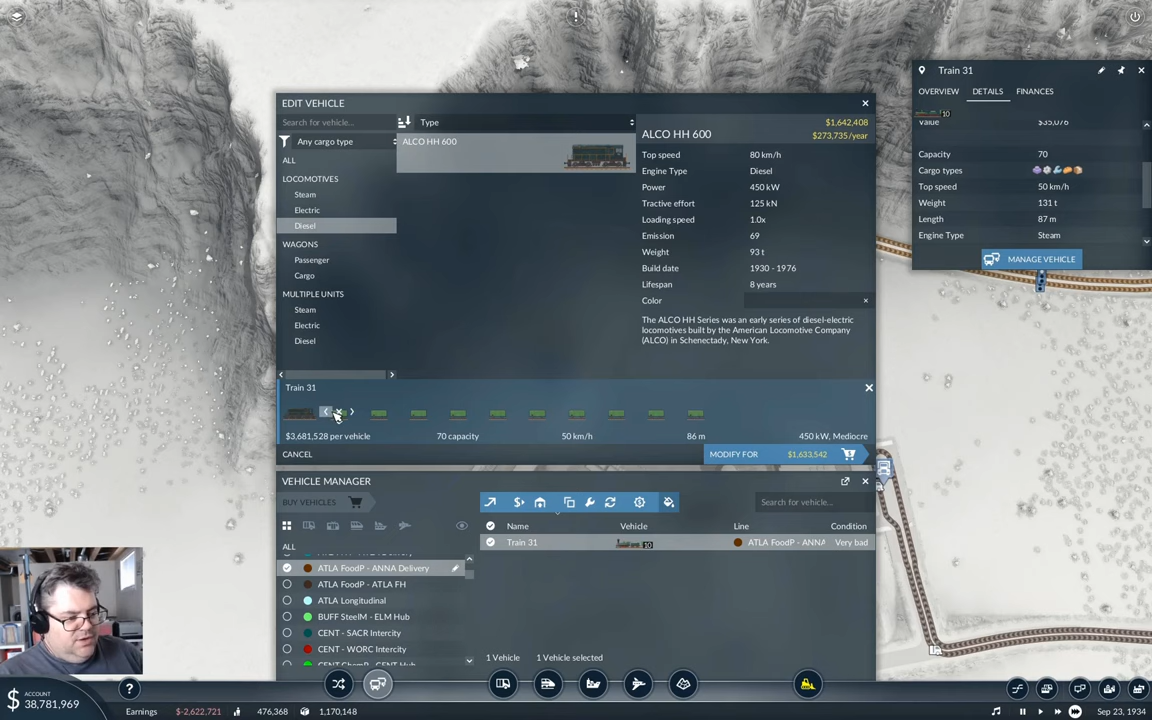 EDIT VEHICLE
Search for vehicle...
Type
Any cargo type
ALL
LOCOMOTIVES
Steam
Electric
Diesel
WAGONS
Passenger
Cargo
MULTIPLE UNITS
Steam
Electric
Diesel
ALCO HH 600
ALCO HH 600
$1,642,408
$273,735/year
Top speed 80 km/h
Engine Type Diesel
Power 450 kW
Tractive effort 125 kN
Loading speed 1.0x
Emission 69
Weight 93 t
Build date 1930 - 1976
Lifespan 8 years
Color
The ALCO HH Series was an early series of diesel-electric
locomotives built by the American Locomotive Company
(ALCO) in Schenectady, New York.
Train 31
$3,681,528 per vehicle 70 capacity 50 km/h 86 m 450 kW, Mediocre
CANCEL
MODIFY FOR $1,633,542
Train 31
OVERVIEW DETAILS FINANCES
10
Value $35,076
Capacity 70
Cargo types
Top speed 50 km/h
Weight 131 t
Length 87 m
Engine Type Steam
MANAGE VEHICLE
VEHICLE MANAGER
BUY VEHICLES
Search for vehicle...
ALL
ATLA FoodP - ANNA Delivery
ATLA FoodP - ATLA FH
ATLA Longitudinal
BUFF SteelM - ELM Hub
CENT - SACR Intercity
CENT - WORC Intercity
CENT ChemP - CENT Hub
Name Vehicle Line Condition
Train 31 10 ATLA FoodP - ANNA Very bad
1 Vehicle 1 Vehicle selected
$ ACCOUNT
38,781,969
?
Earnings $-2,622,721 476,368 1,170,148
Sep 23, 1934